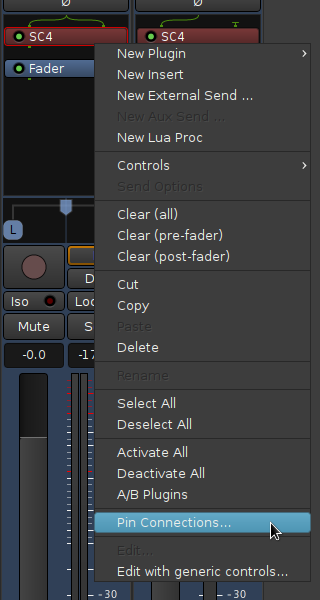 Ø Ø
SC4 SC4
Fader
New Plugin
New Insert
New External Send ...
New Aux Send ...
New Lua Proc
Controls
Send Options
Clear (all)
Clear (pre-fader)
L
Clear (post-fader)
Cut
Iso
Copy
Mute
Paste
Delete
-0.0
Rename
Select All
Deselect All
Activate All
Deactivate All
A/B Plugins
Pin Connections...
Edit...
Edit with generic controls...
-30 -30